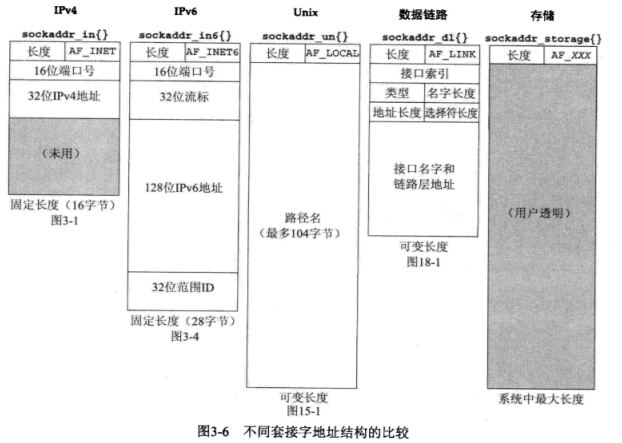 IPv4
sockaddr_in{}
长度 AF_INET
16位端口号
32位IPv4地址
（未用）
固定长度（16字节）
图3-1
IPv6
sockaddr_in6{}
长度 AF_INET6
16位端口号
32位流标
128位IPv6地址
32位范围ID
固定长度（28字节）
图3-4
Unix
sockaddr_un{}
长度 AF_LOCAL
路径名
（最多104字节）
可变长度
图15-1
数据链路
sockaddr_dl{}
长度 AF_LINK
接口索引
类型 名字长度
地址长度 选择符长度
接口名字和
链路层地址
可变长度
图18-1
存储
sockaddr_storage{}
长度 AF_XXX
（用户透明）
系统中最大长度
图3-6 不同套接字地址结构的比较